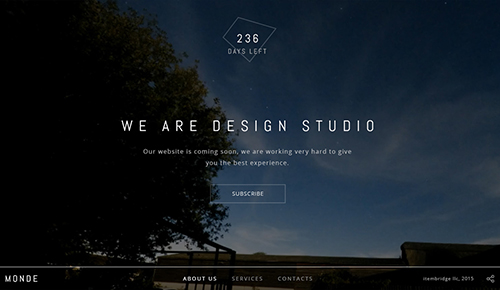 236
DAYS LEFT
WE ARE DESIGN STUDIO
Our website is coming soon, we are working very hard to give
you the best experience.
SUBSCRIBE
MONDE
ABOUT US
SERVICES
CONTACTS
itembridge llc, 2015